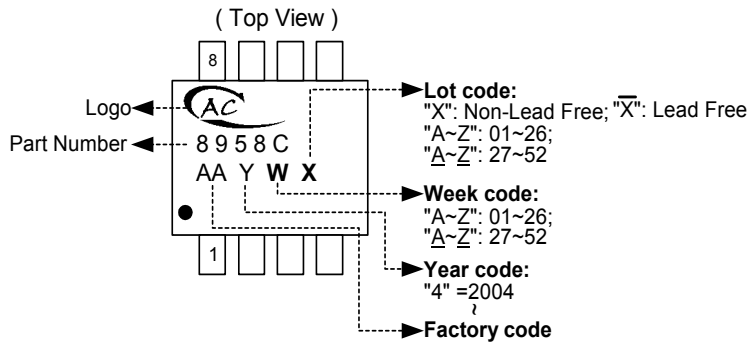 ( Top View )
8
AC
Logo
Part Number
8958C
AA Y W X
1
Lot code:
"X": Non-Lead Free; "X̅": Lead Free
"A~Z": 01~26;
"A̲~Z̲": 27~52
Week code:
"A~Z": 01~26;
"A̲~Z̲": 27~52
Year code:
"4" =2004
~
Factory code